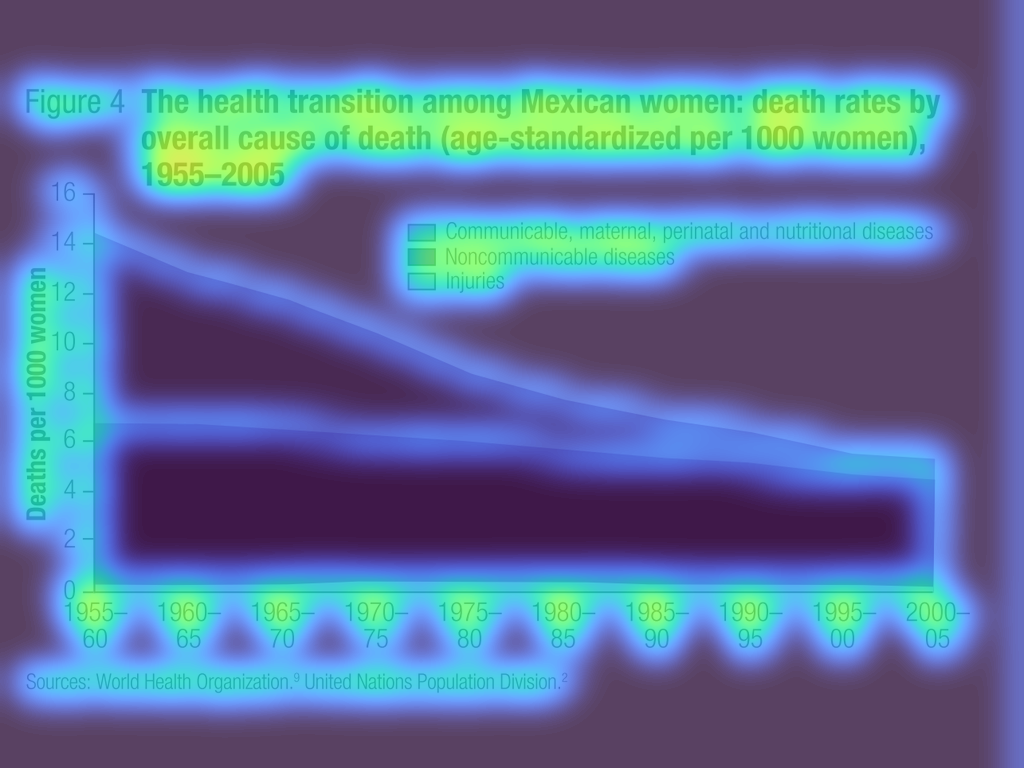 Figure 4 The health transition among Mexican women: death rates by
overall cause of death (age-standardized per 1000 women),
1955–2005
Communicable, maternal, perinatal and nutritional diseases
Noncommunicable diseases
Injuries
Deaths per 1000 women
16
14
12
10
8
6
4
2
0
1955– 1960– 1965– 1970– 1975– 1980– 1985– 1990– 1995– 2000–
60 65 70 75 80 85 90 95 00 05
Sources: World Health Organization.⁹ United Nations Population Division.²